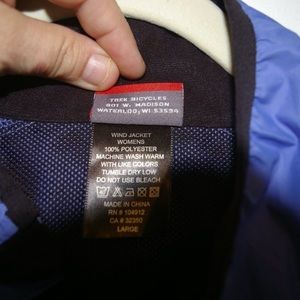 TREK BICYCLES
801 W. MADISON
WATERLOO, WI 53594
WIND JACKET
WOMENS
100% POLYESTER
MACHINE WASH WARM
WITH LIKE COLORS
TUMBLE DRY LOW
DO NOT BLEACH
MADE IN CHINA
RN # 104912
CA # 32350
LARGE